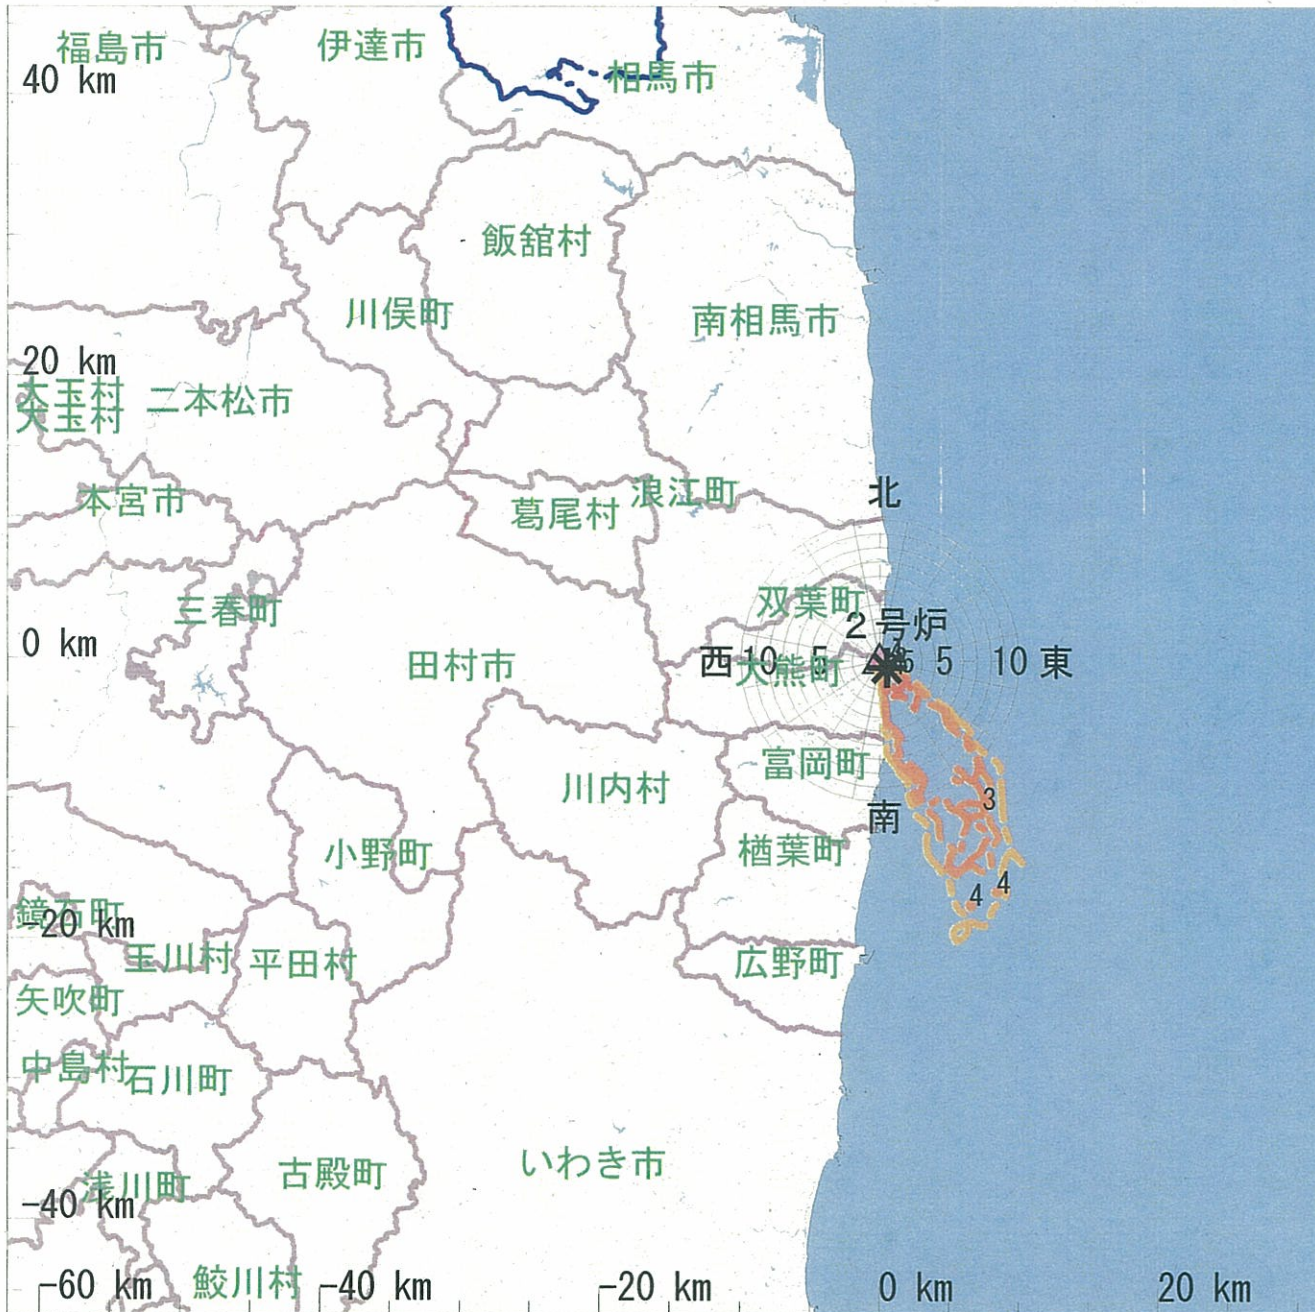 福島市 伊達市
40 km 相馬市
飯舘村
川俣町 南相馬市
20 km
大玉村 二本松市
大玉村
本宮市 葛尾村 浪江町 北
三春町 双葉町
2号炉
0 km 田村市 西 10 5 5 10 東
大熊町
富岡町
川内村
3
南
小野町 楢葉町
4
4
鏡石町
-20 km
玉川村 平田村 広野町
矢吹町
中島村
石川町
いわき市
古殿町
浅川町
-40 km
鮫川村
-60 km -40 km -20 km 0 km 20 km